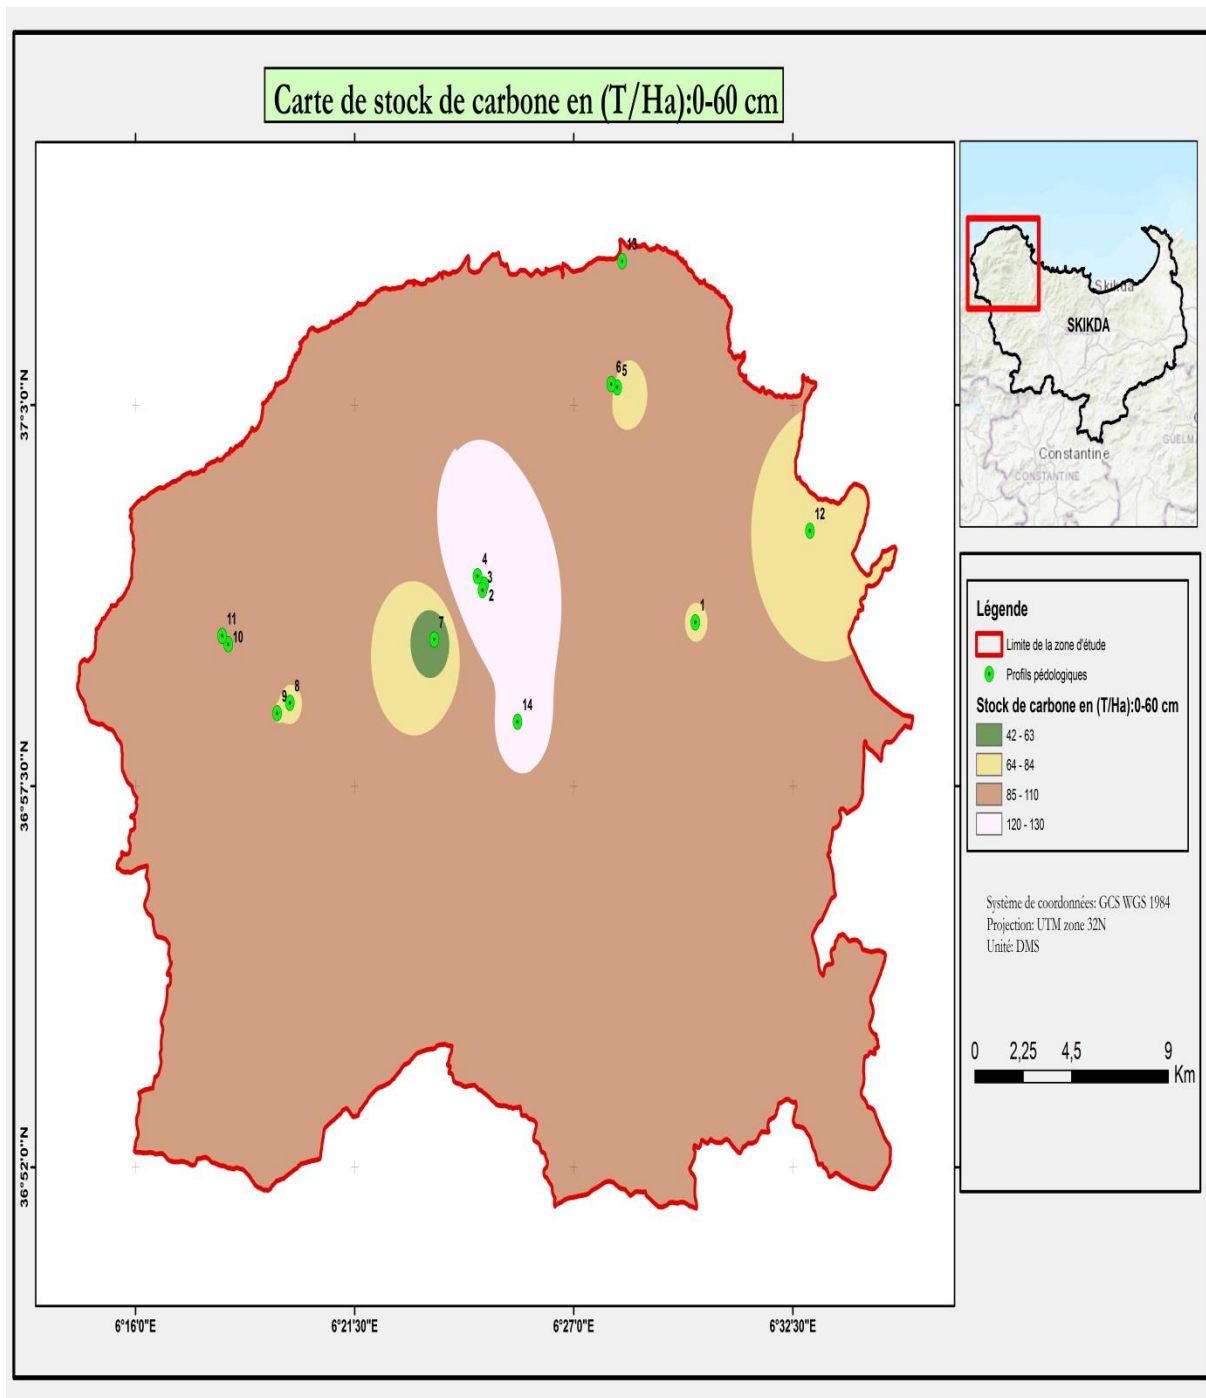 Carte de stock de carbone en (T/Ha):0-60 cm
13
6 5
12
4
3
2
1
7
11
10
8
9
14
37°3'0"N
36°57'30"N
36°52'0"N
6°16'0"E
6°21'30"E
6°27'0"E
6°32'30"E
Skikda
SKIKDA
GUELM
Constantine
CONSTANTINE
Légende
Limite de la zone d'étude
Profils pédologiques
Stock de carbone en (T/Ha):0-60 cm
42 - 63
64 - 84
85 - 110
120 - 130
Système de coordonnées: GCS WGS 1984
Projection: UTM zone 32N
Unité: DMS
0 2,25 4,5 9
Km